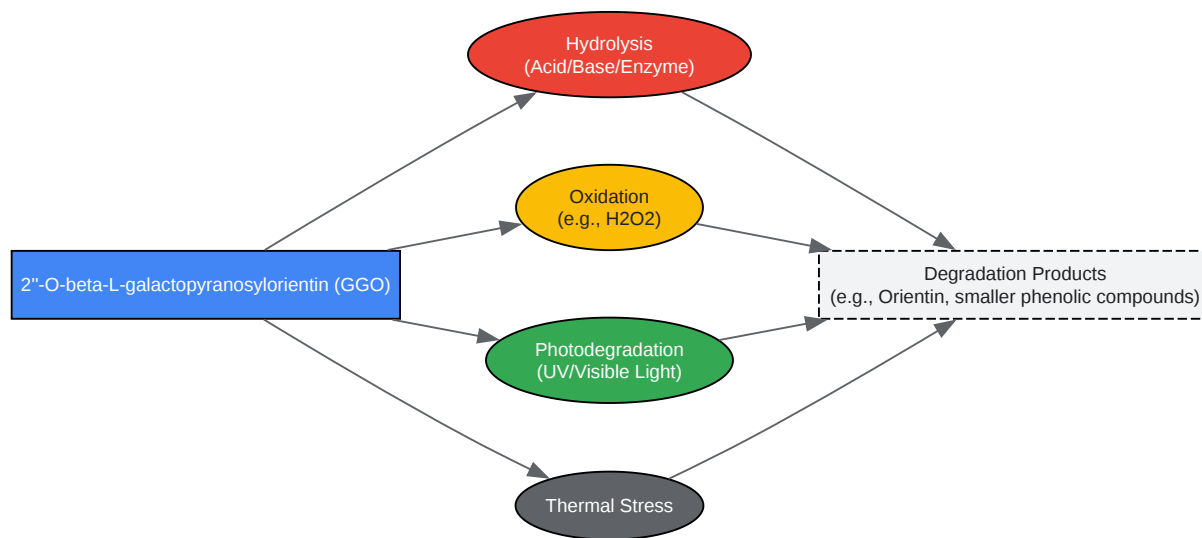 Hydrolysis
(Acid/Base/Enzyme)
Oxidation
(e.g., H2O2)
2"-O-beta-L-galactopyranosylorientin (GGO)
Degradation Products
(e.g., Orientin, smaller phenolic compounds)
Photodegradation
(UV/Visible Light)
Thermal Stress